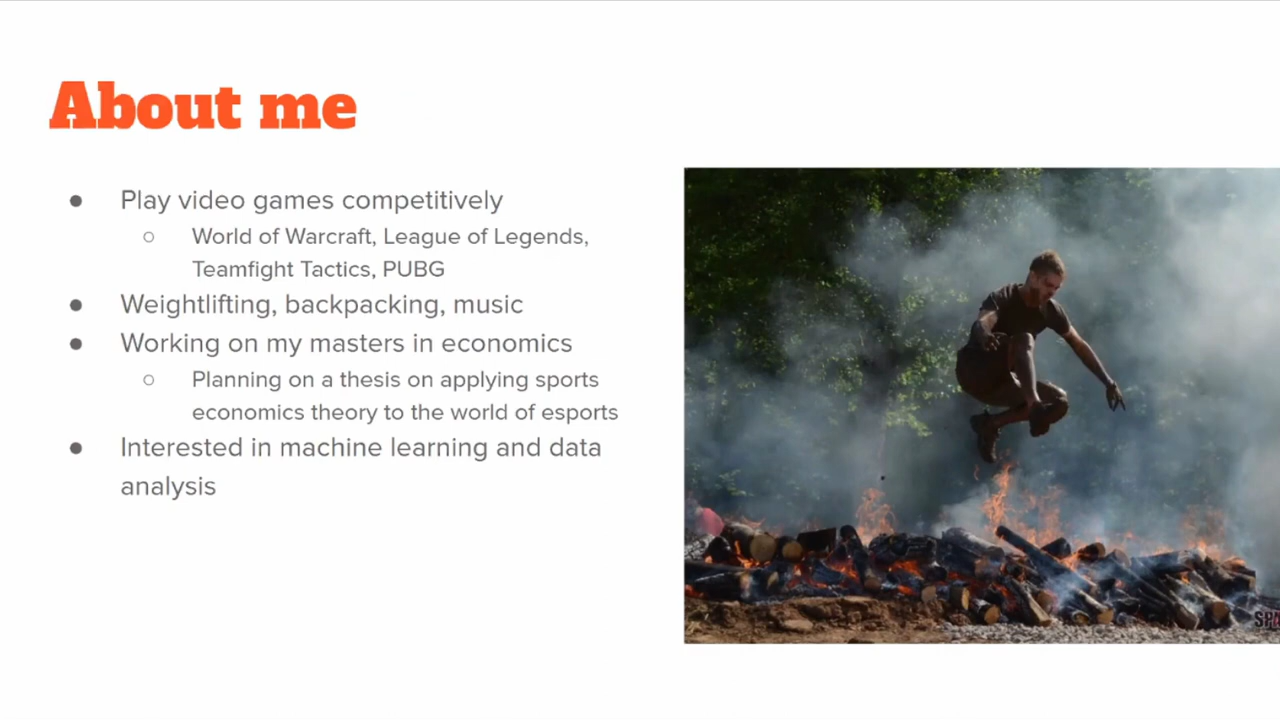 About me
● Play video games competitively
○ World of Warcraft, League of Legends,
Teamfight Tactics, PUBG
● Weightlifting, backpacking, music
● Working on my masters in economics
○ Planning on a thesis on applying sports
economics theory to the world of esports
● Interested in machine learning and data
analysis